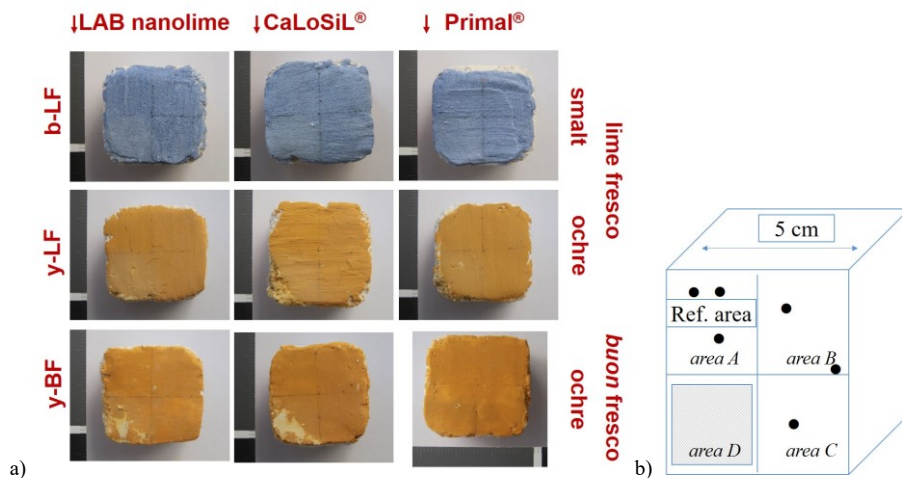 ↓LAB nanolime
↓CaLoSiL®
↓ Primal®
b-LF
smalt
lime fresco
y-LF
ochre
y-BF
ochre
buon fresco
a)
5 cm
Ref. area
area A
area B
area D
area C
b)